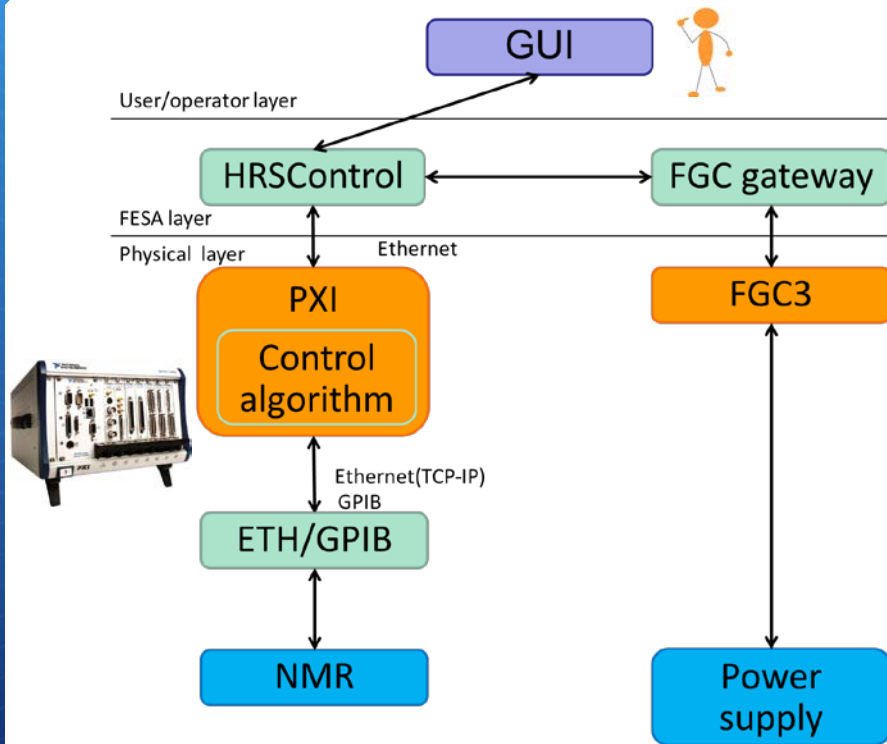 GUI
User/operator layer
HRSControl
FGC gateway
FESA layer
Physical layer
Ethernet
PXI
FGC3
Control
algorithm
Ethernet(TCP-IP)
GPIB
ETH/GPIB
NMR
Power
supply
PXI